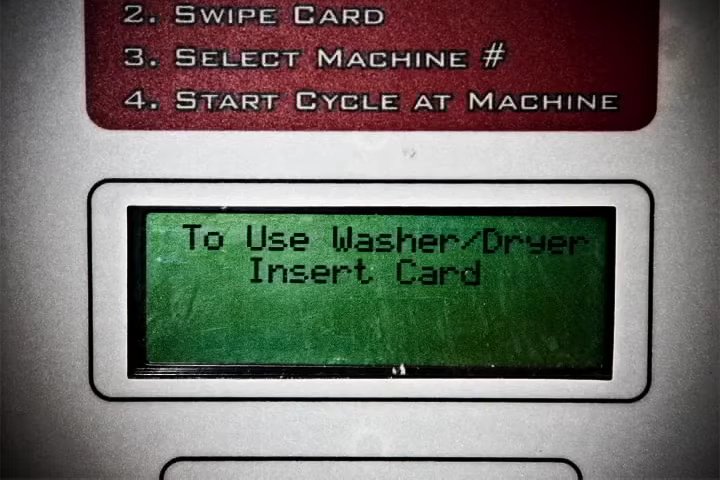 2. Swipe Card
3. Select Machine #
4. Start Cycle at Machine
To Use Washer/Dryer
Insert Card